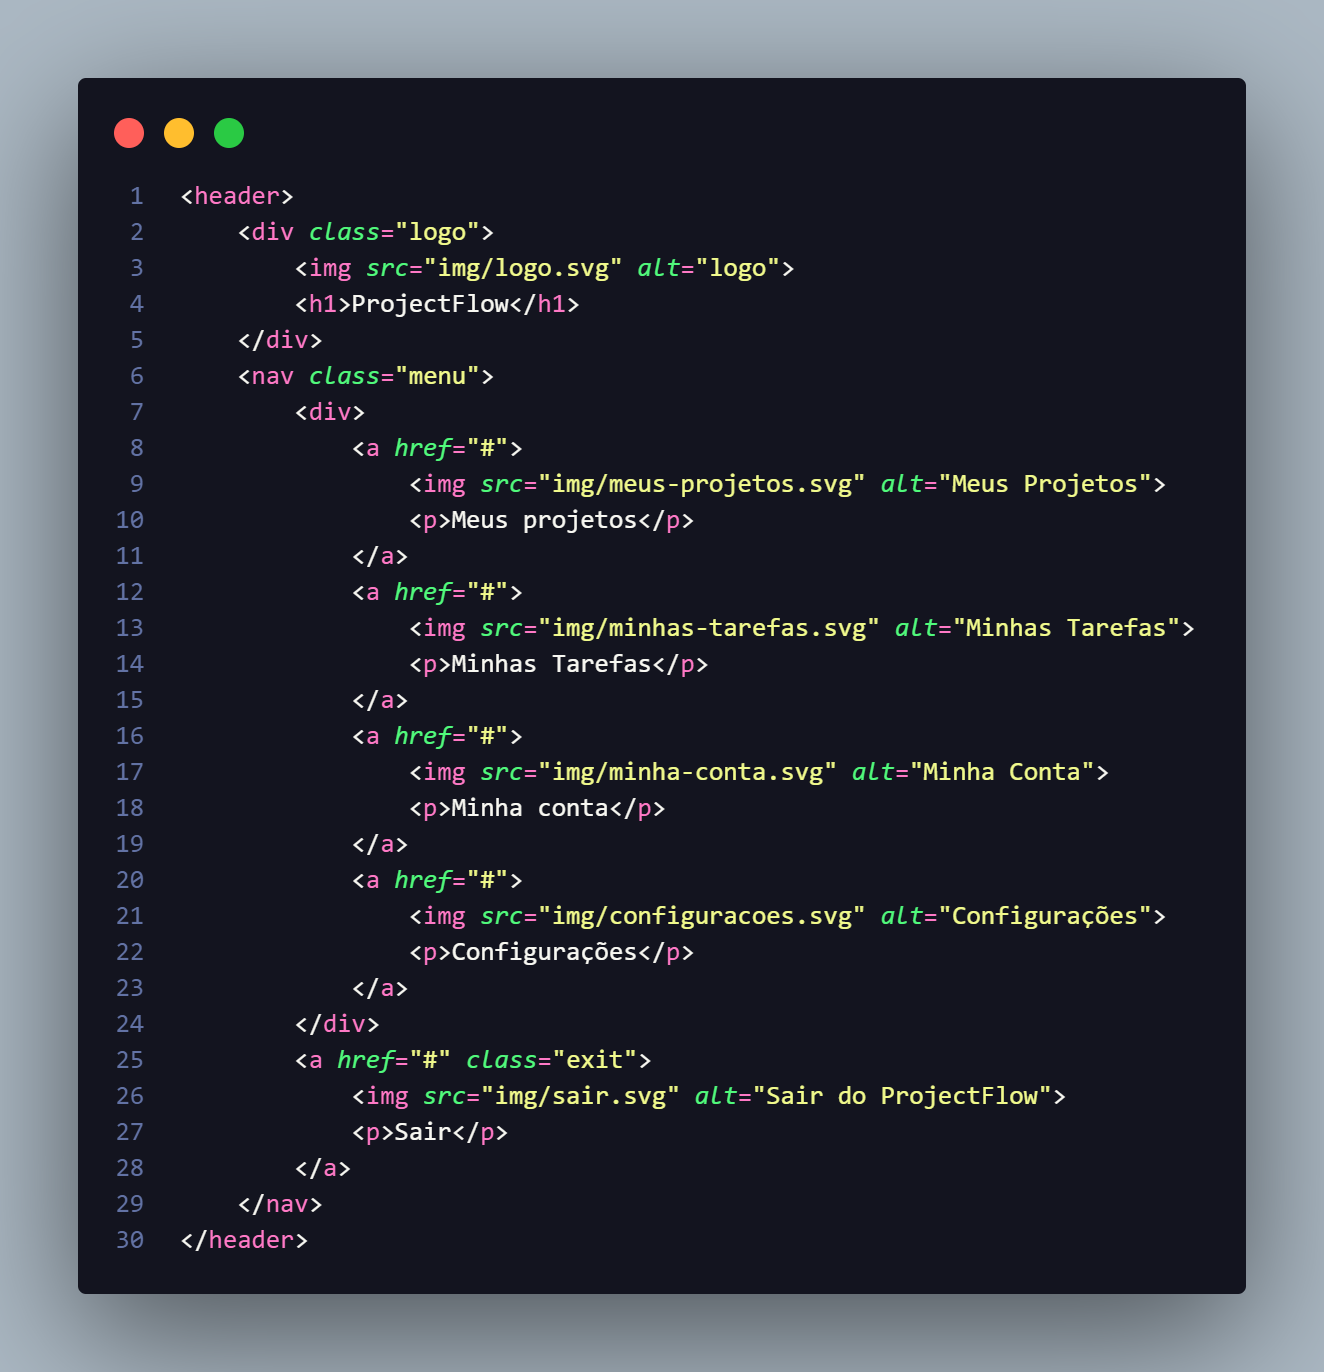 1 <header>
2     <div class="logo">
3         <img src="img/logo.svg" alt="logo">
4         <h1>ProjectFlow</h1>
5     </div>
6     <nav class="menu">
7         <div>
8             <a href="#">
9                 <img src="img/meus-projetos.svg" alt="Meus Projetos">
10                 <p>Meus projetos</p>
11             </a>
12             <a href="#">
13                 <img src="img/minhas-tarefas.svg" alt="Minhas Tarefas">
14                 <p>Minhas Tarefas</p>
15             </a>
16             <a href="#">
17                 <img src="img/minha-conta.svg" alt="Minha Conta">
18                 <p>Minha conta</p>
19             </a>
20             <a href="#">
21                 <img src="img/configuracoes.svg" alt="Configurações">
22                 <p>Configurações</p>
23             </a>
24         </div>
25         <a href="#" class="exit">
26             <img src="img/sair.svg" alt="Sair do ProjectFlow">
27             <p>Sair</p>
28         </a>
29     </nav>
30 </header>